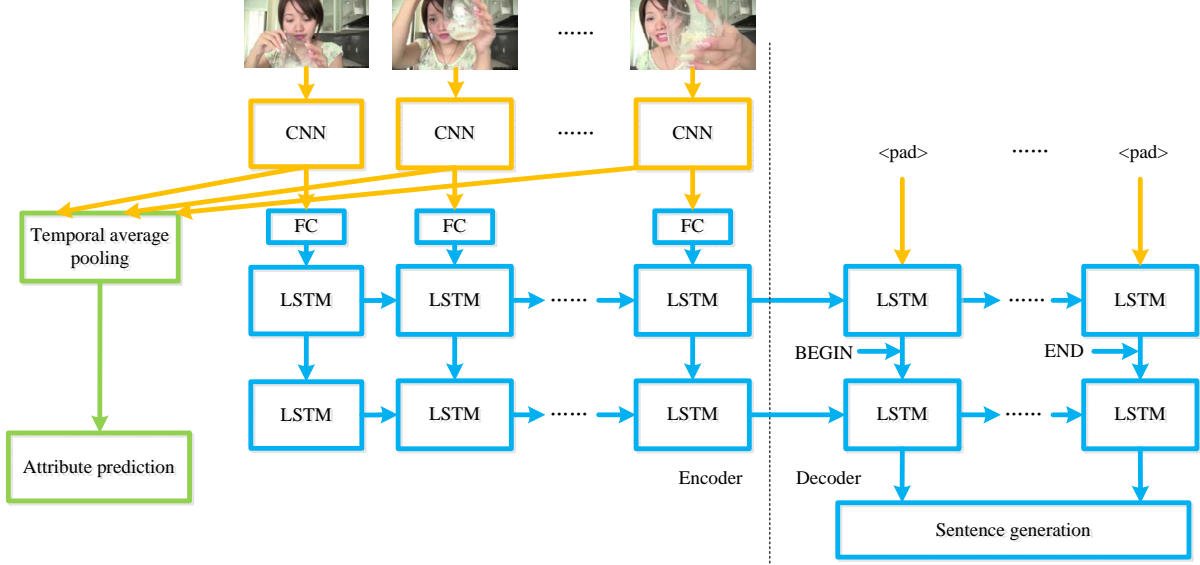 ......
CNN
CNN
......
CNN
<pad>
......
<pad>
Temporal average
pooling
FC
FC
FC
LSTM
LSTM
......
LSTM
LSTM
......
LSTM
BEGIN
END
LSTM
LSTM
......
LSTM
LSTM
......
LSTM
Attribute prediction
Encoder
Decoder
Sentence generation